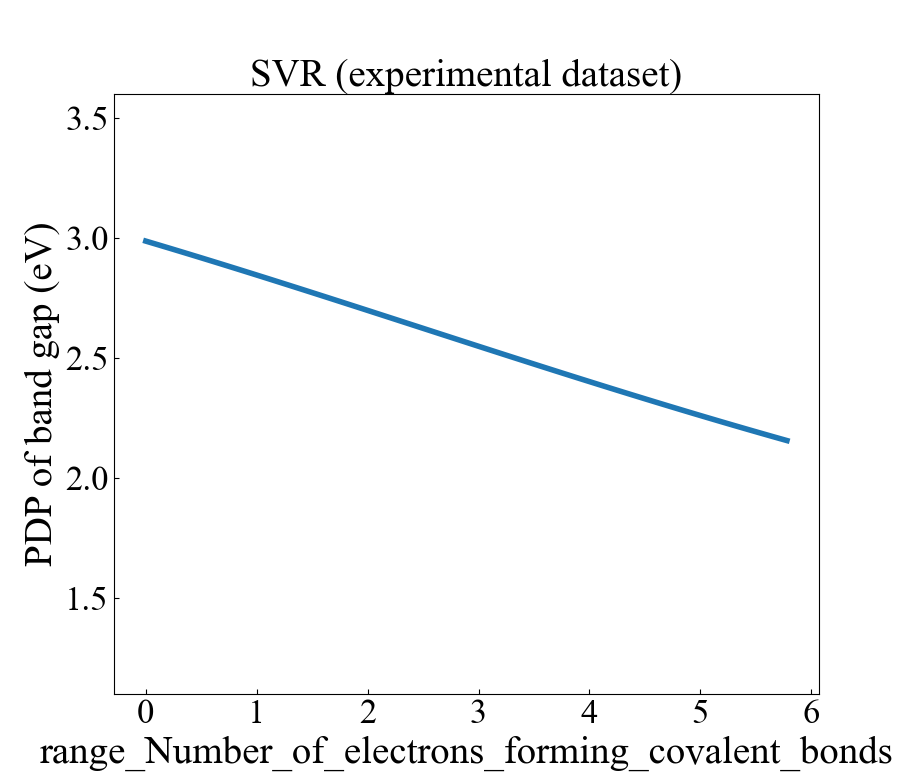 SVR (experimental dataset)
PDP of band gap (eV)
3.5
3.0
2.5
2.0
1.5
0 1 2 3 4 5 6
range_Number_of_electrons_forming_covalent_bonds